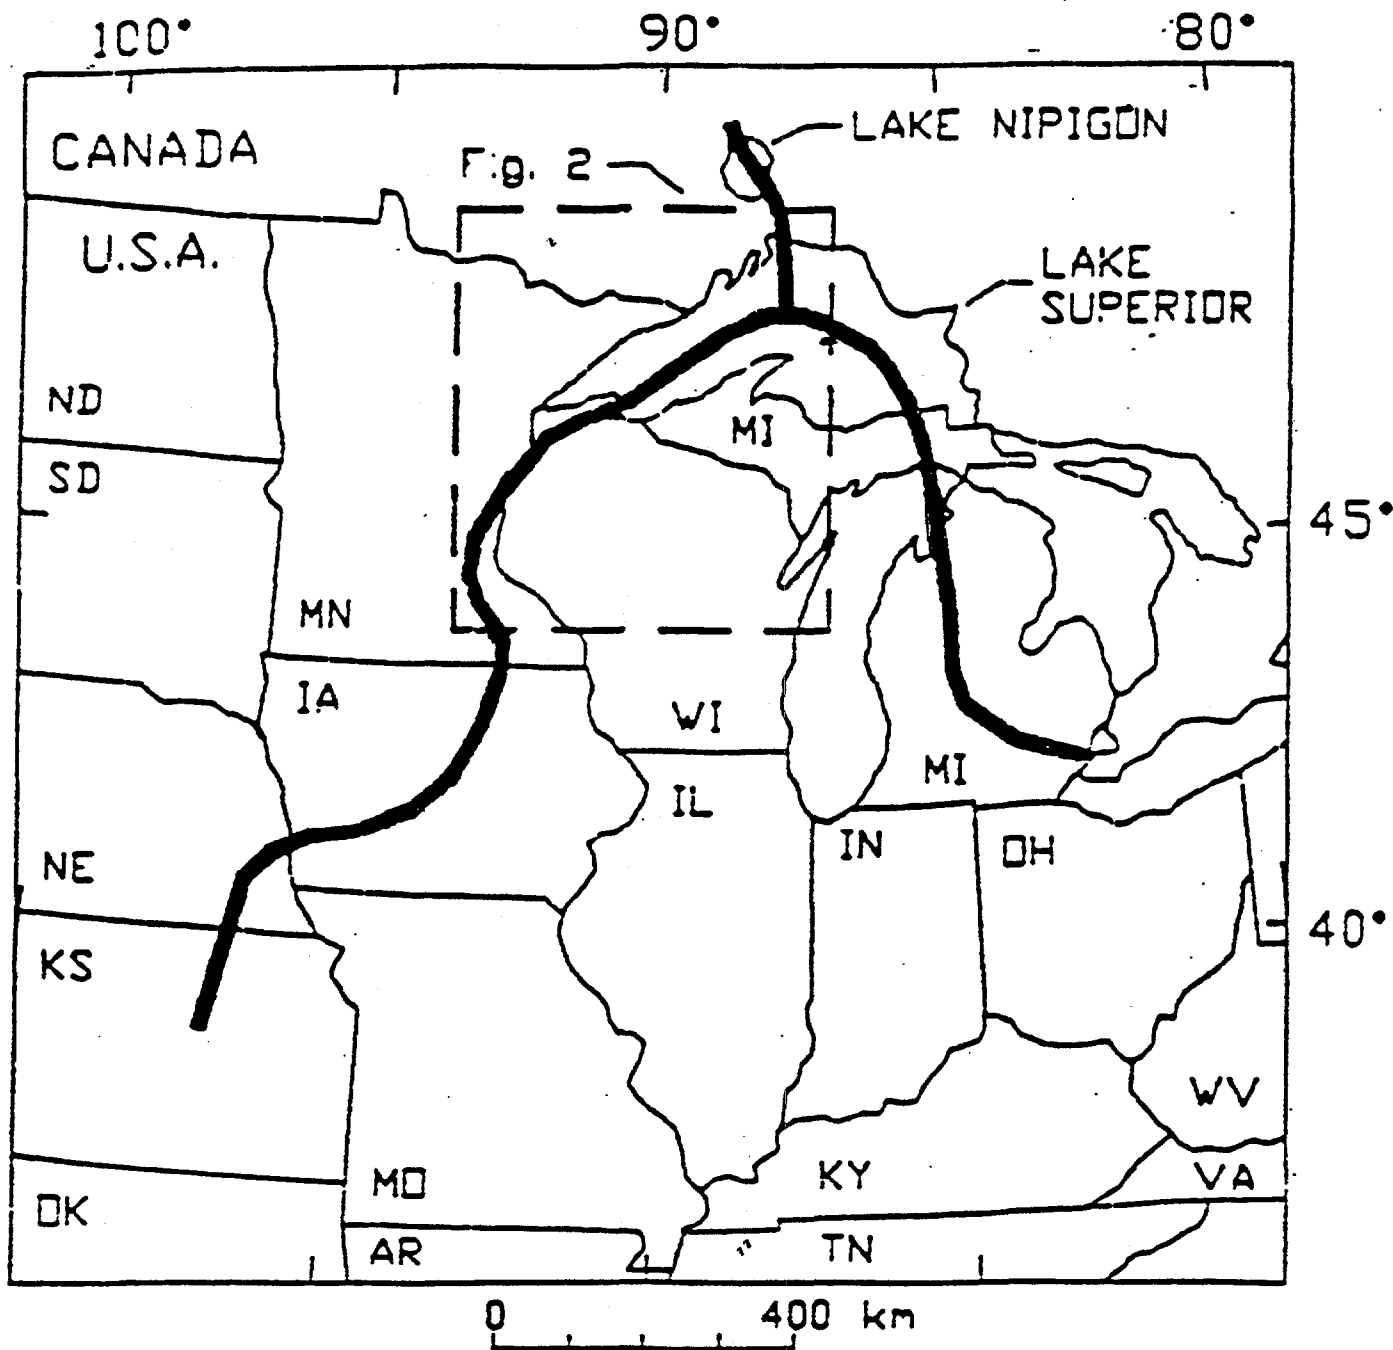 100° 90° 80°
LAKE NIPIGON
CANADA
Fig. 2
U.S.A.
LAKE
SUPERIOR
ND
MI
SD
45°
MN
IA
WI
MI
IL
IN
OH
NE
40°
KS
WV
MO
KY
VA
OK
AR
TN
0 400 km